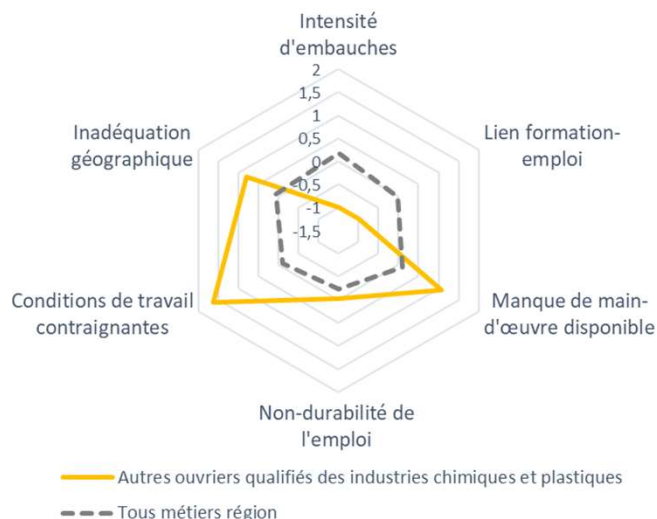 Intensité
d'embauches
2
1,5
1
0,5
0
-0,5
-1
-1,5
Inadéquation
géographique
Lien formation-
emploi
Conditions de travail
contraignantes
Manque de main-
d'œuvre disponible
Non-durabilité de
l'emploi
Autres ouvriers qualifiés des industries chimiques et plastiques
Tous métiers région